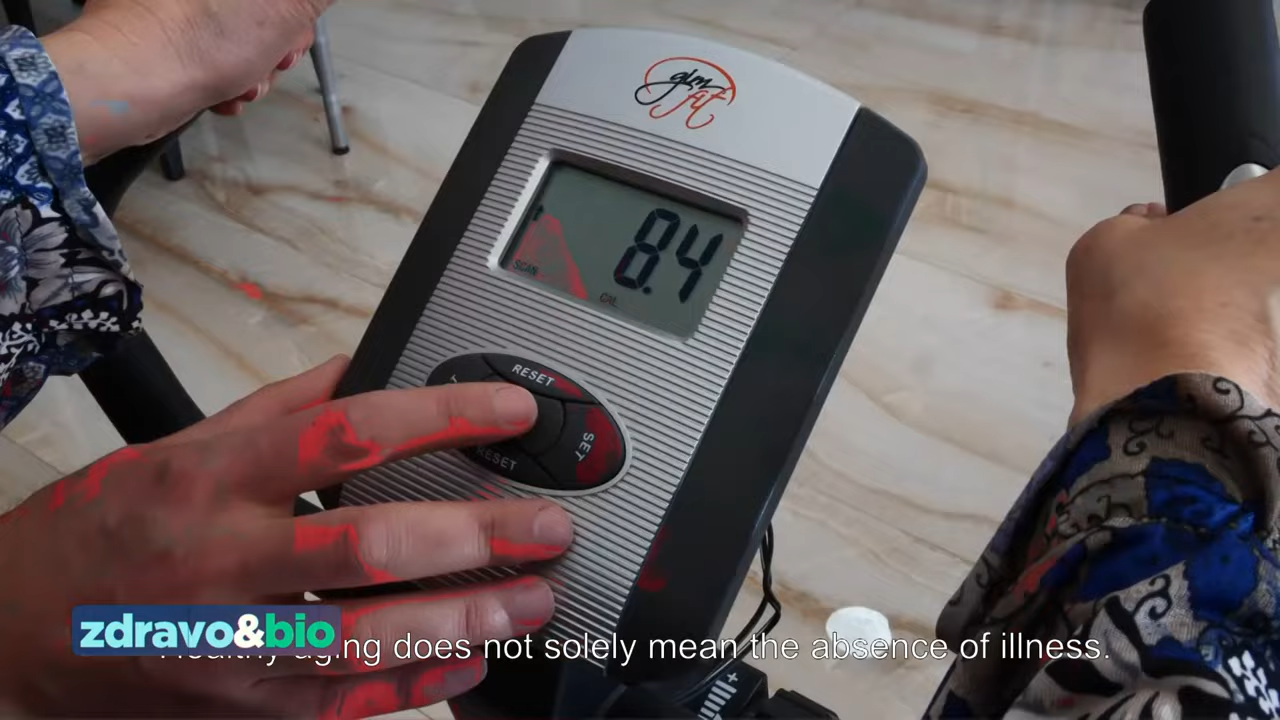 glm
fit
8.4
SCAN
CAL
RESET
SET
RESET
zdravo&bio
aging does not solely mean the absence of illness.